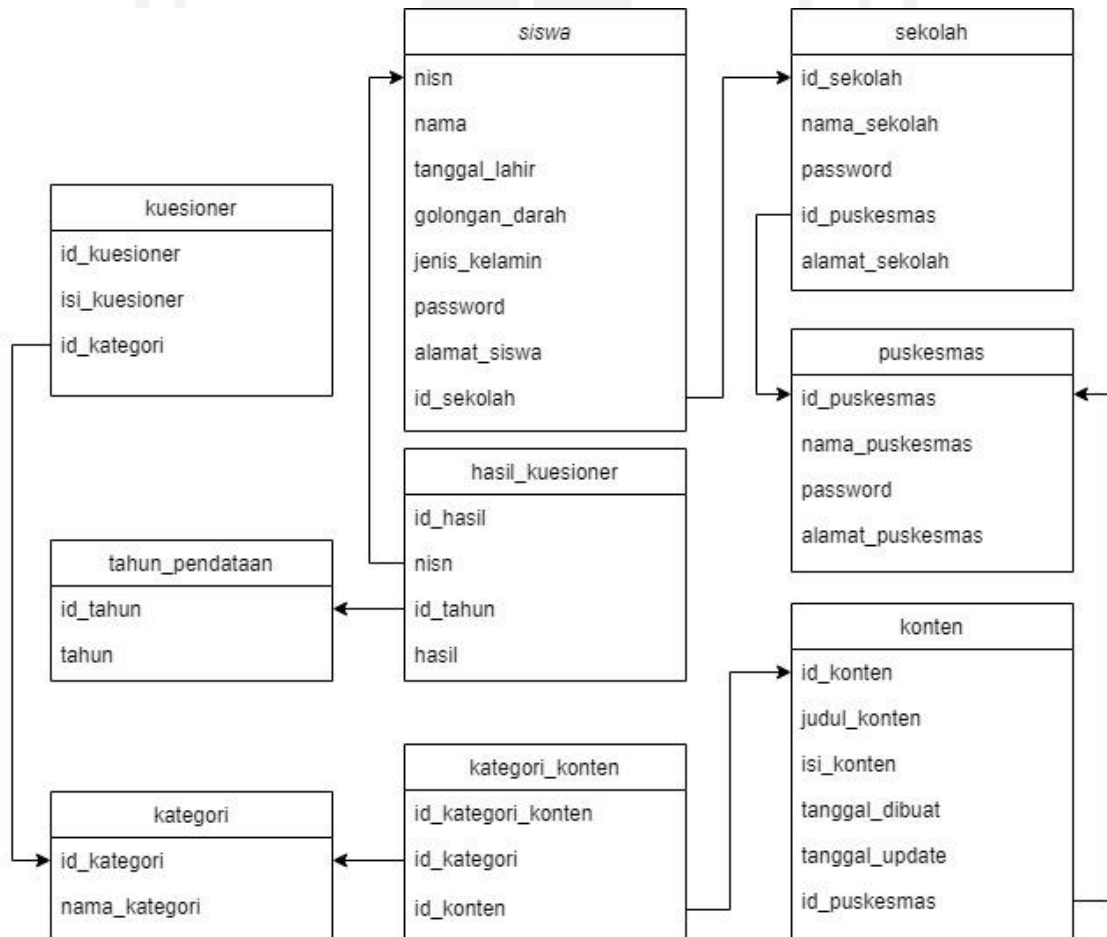 siswa
nisn
nama
tanggal_lahir
golongan_darah
jenis_kelamin
password
alamat_siswa
id_sekolah
sekolah
id_sekolah
nama_sekolah
password
id_puskesmas
alamat_sekolah
kuesioner
id_kuesioner
isi_kuesioner
id_kategori
puskesmas
id_puskesmas
nama_puskesmas
password
alamat_puskesmas
hasil_kuesioner
id_hasil
nisn
id_tahun
hasil
tahun_pendataan
id_tahun
tahun
konten
id_konten
judul_konten
isi_konten
tanggal_dibuat
tanggal_update
id_puskesmas
kategori_konten
id_kategori_konten
id_kategori
id_konten
kategori
id_kategori
nama_kategori